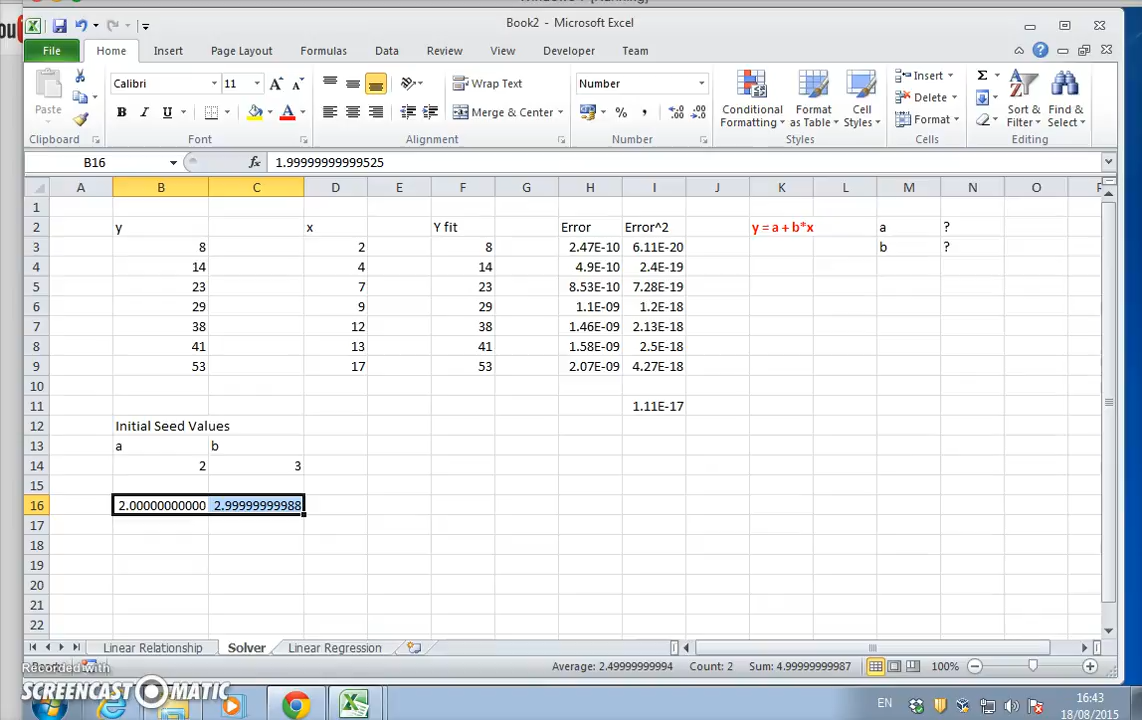 Book2 - Microsoft Excel
File Home Insert Page Layout Formulas Data Review View Developer Team
Calibri 11 Wrap Text Number
Paste B I U Merge & Center % , Conditional Formatting Format as Table Cell Styles Insert Delete Format Sort & Filter Find & Select
Clipboard Font Alignment Number Styles Cells Editing
B16 fx 1.99999999999525
A B C D E F G H I J K L M N O
1
2 y x Y fit Error Error^2 y = a + b*x a ?
3 8 2 8 2.47E-10 6.11E-20 b ?
4 14 4 14 4.9E-10 2.4E-19
5 23 7 23 8.53E-10 7.28E-19
6 29 9 29 1.1E-09 1.2E-18
7 38 12 38 1.46E-09 2.13E-18
8 41 13 41 1.58E-09 2.5E-18
9 53 17 53 2.07E-09 4.27E-18
10
11 1.11E-17
12 Initial Seed Values
13 a b
14 2 3
15
16 2.00000000000 2.99999999988
17
18
19
20
21
22
Linear Relationship Solver Linear Regression
Recorded with Average: 2.49999999994 Count: 2 Sum: 4.99999999987 100%
SCREENCAST-O-MATIC
EN 16:43
18/08/2015